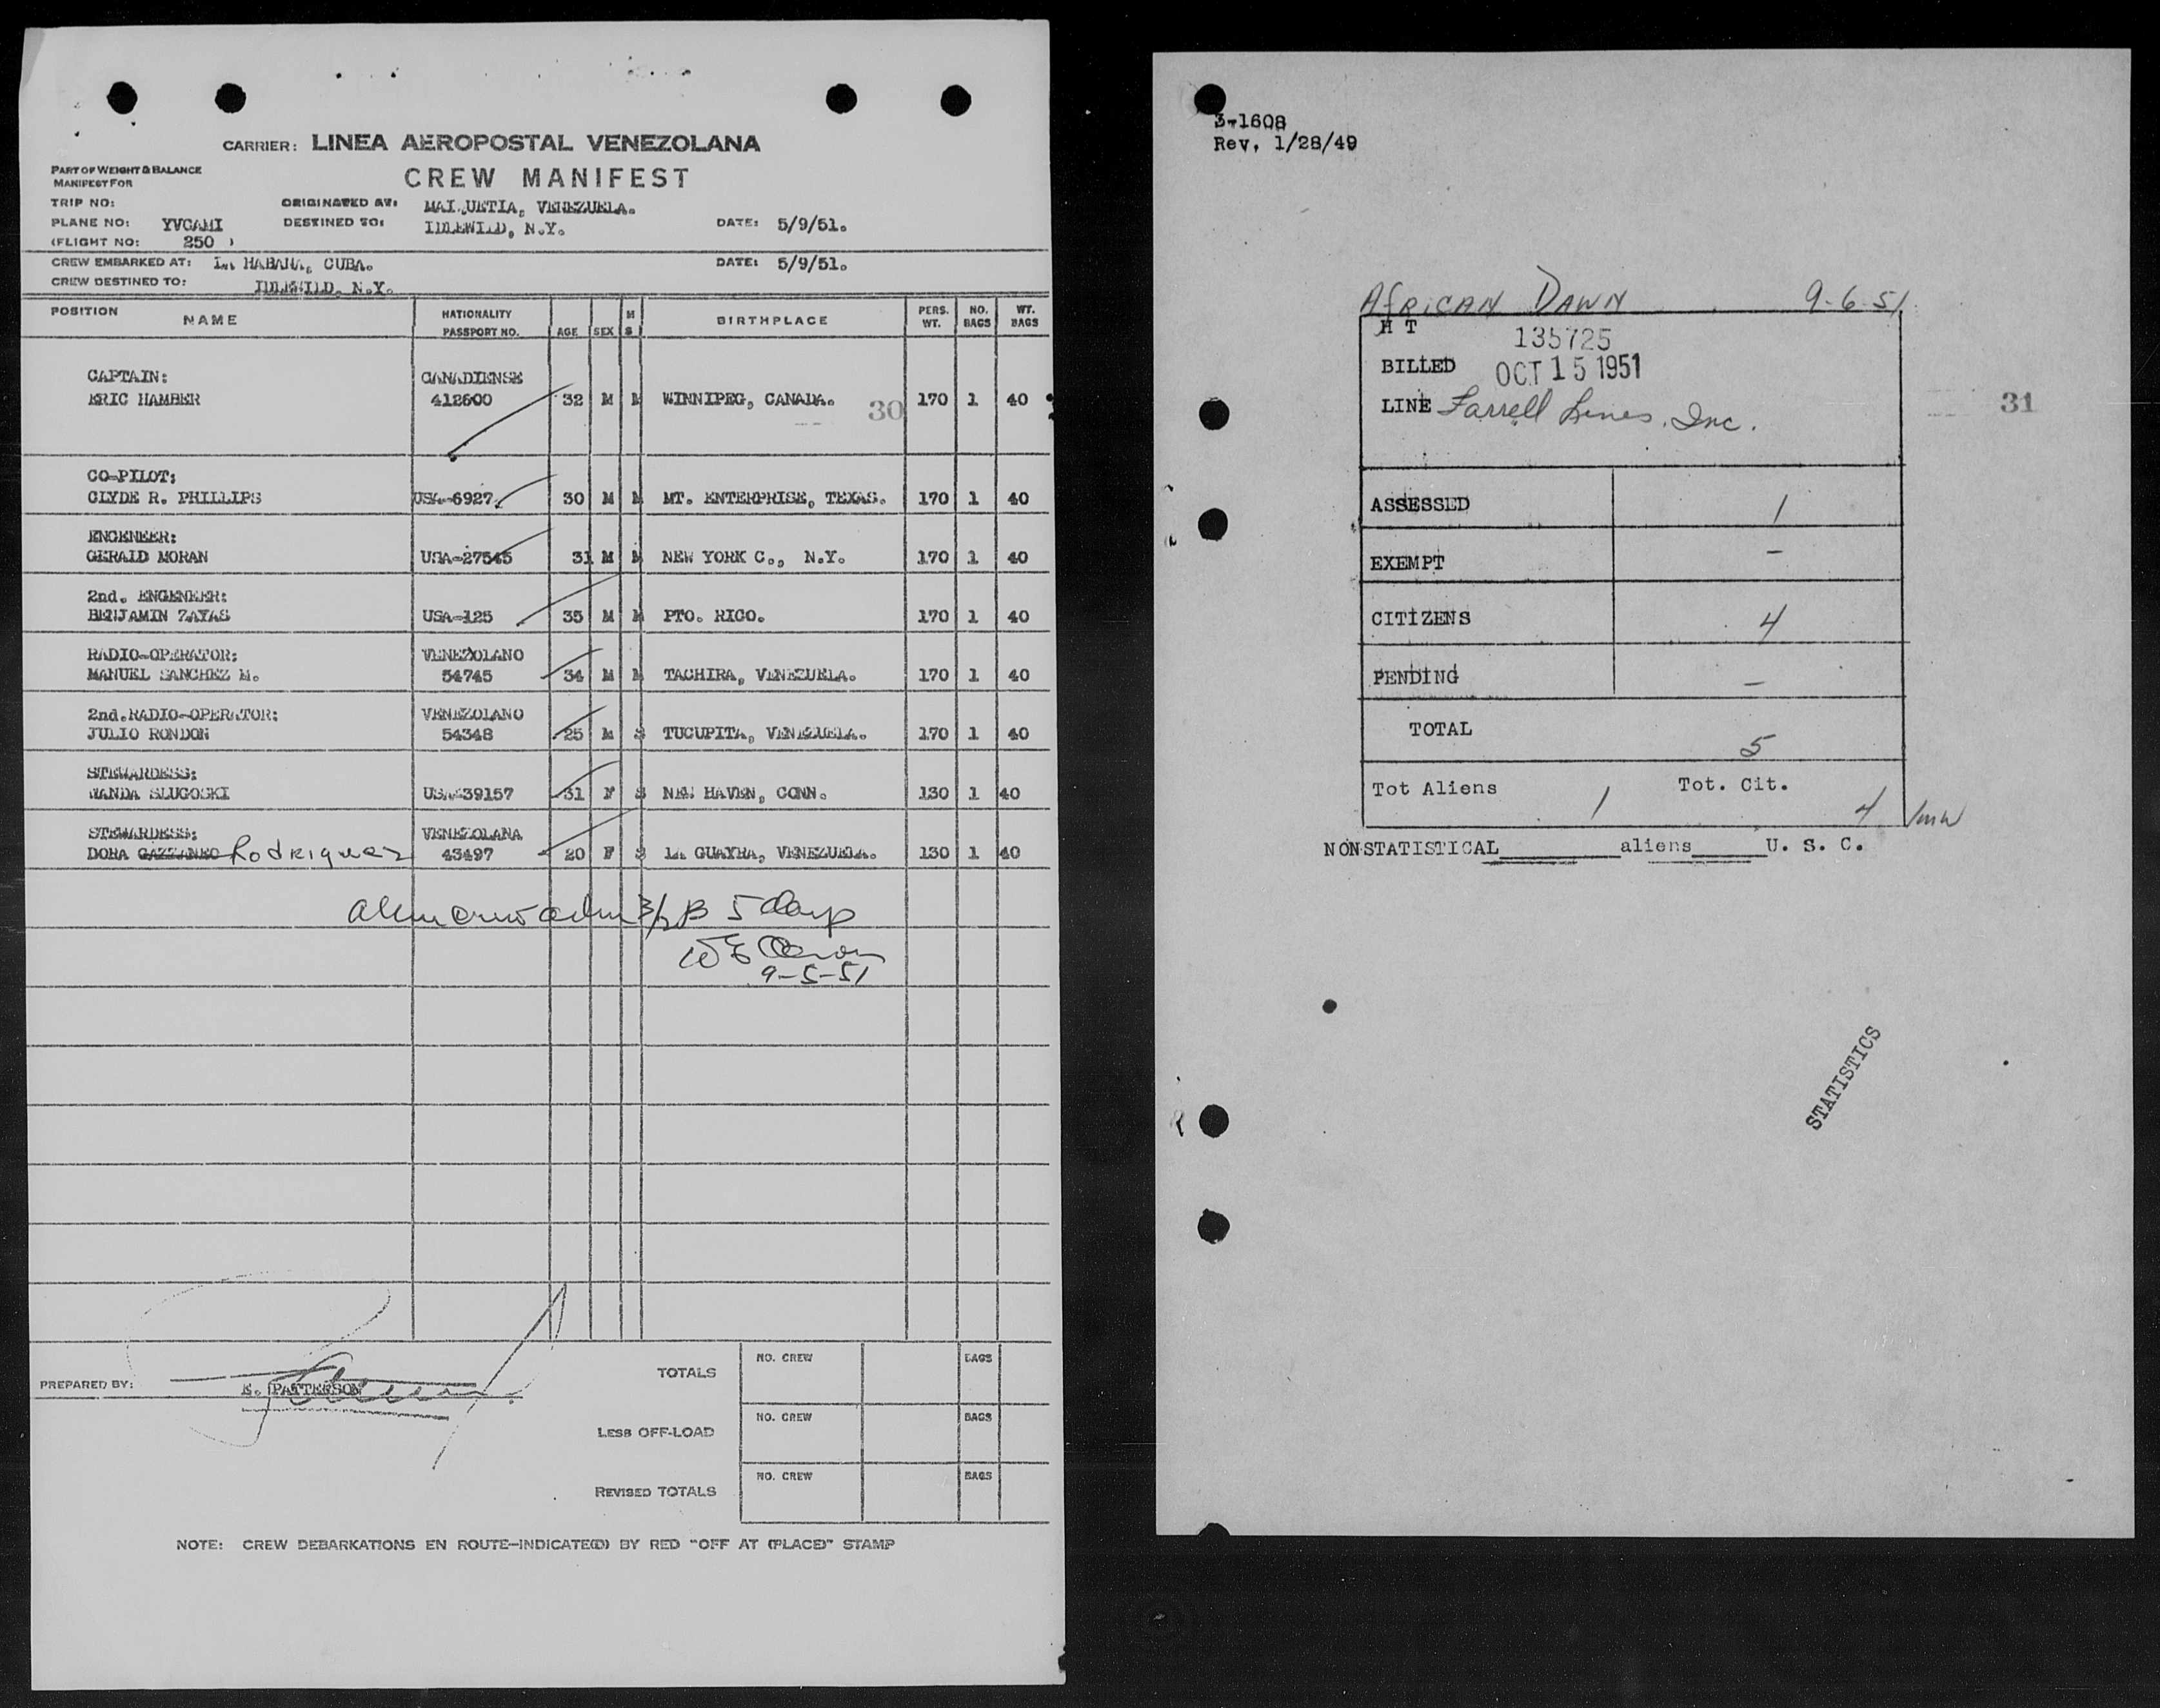 CARRIER: LINEA AEROPOSTAL VENEZOLANA
PART OF WEIGHT & BALANCE
MANIFEST FOR
CREW MANIFEST
TRIP NO: ORIGINATED AT: MAIQUETIA, VENEZUELA.
PLANE NO: YVCAMI DESTINED TO: IDLEWILD, N.Y. DATE: 5/9/51.
(FLIGHT NO: 250 )
CREW EMBARKED AT: LA HABANA, CUBA. DATE: 5/9/51.
CREW DESTINED TO: IDLEWILD, N.Y.
POSITION NAME NATIONALITY PASSPORT NO. AGE SEX M S BIRTHPLACE PERS. WT. NO. BAGS WT. BAGS
CAPTAIN: CANADIENSE
ERIC HAMBER 412600 32 M M WINNIPEG, CANADA. 170 1 40
30
CO-PILOT:
CLYDE R. PHILLIPS USA-6927 30 M M MT. ENTERPRISE, TEXAS. 170 1 40
ENGENEER:
GERALD MORAN USA-27545 31 M M NEW YORK C., N.Y. 170 1 40
2nd. ENGENEER:
BENJAMIN ZAYAS USA-125 35 M M PTO. RICO. 170 1 40
RADIO-OPERATOR: VENEZOLANO
MANUEL SANCHEZ M. 54745 34 M M TACHIRA, VENEZUELA. 170 1 40
2nd.RADIO-OPERATOR: VENEZOLANO
JULIO RONDON 54348 25 M S TUCUPITA, VENEZUELA. 170 1 40
STEWARDESS:
WANDA SLUGOSKI USA-39157 31 F S NEW HAVEN, CONN. 130 1 40
STEWARDESS: VENEZOLANA
DORA GAZZANEO Rodriguez 43497 20 F S LA GUAYRA, VENEZUELA. 130 1 40
5 days
9-5-51
PREPARED BY: E. PATTERSON
TOTALS NO. CREW BAGS
LESS OFF-LOAD NO. CREW BAGS
REVISED TOTALS NO. CREW BAGS
NOTE: CREW DEBARKATIONS EN ROUTE-INDICATE(D) BY RED "OFF AT (PLACE)" STAMP
3-1608
Rev. 1/28/49
AFRICAN DAWN 9-6-51
H T 135725
BILLED OCT 15 1951
LINE Farrell Lines, Inc.
31
ASSESSED 1
EXEMPT -
CITIZENS 4
PENDING -
TOTAL 5
Tot Aliens 1 Tot. Cit. 4 /mw
NONSTATISTICAL aliens U. S. C.
STATISTICS